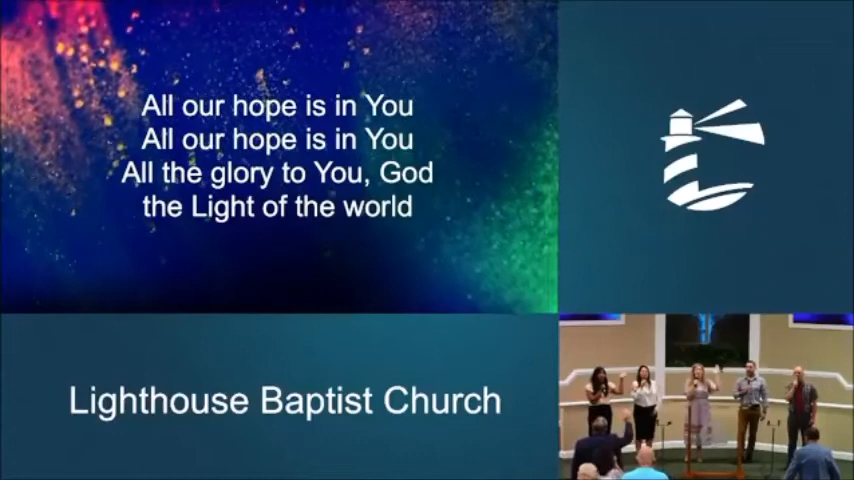 All our hope is in You
All our hope is in You
All the glory to You, God
the Light of the world
Lighthouse Baptist Church